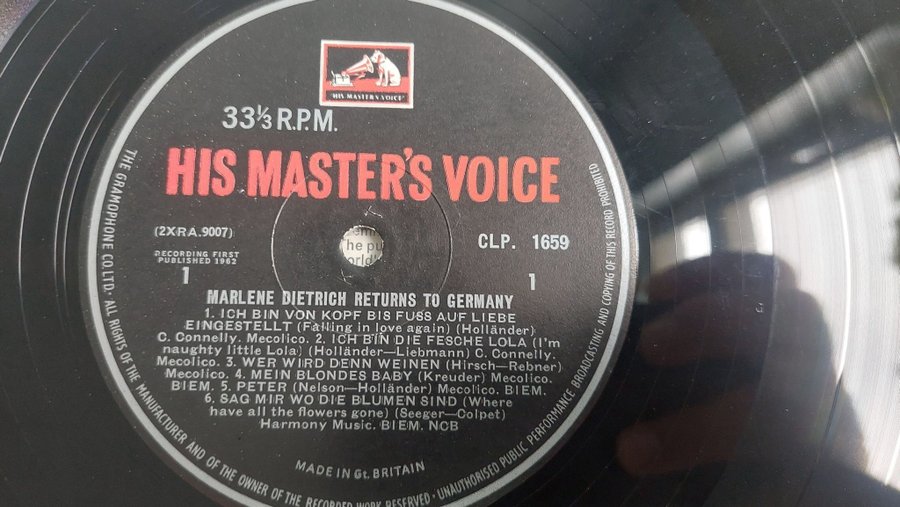 "HIS MASTER'S VOICE"
33⅓ R.P.M.
HIS MASTER'S VOICE
(2XRA.9007)
CLP. 1659
RECORDING FIRST
PUBLISHED 1962
1
1
MARLENE DIETRICH RETURNS TO GERMANY
1. ICH BIN VON KOPF BIS FUSS AUF LIEBE
EINGESTELLT (Falling in love again) (Holländer)
C. Connelly. Mecolico. 2. ICH BIN DIE FESCHE LOLA (I'm
naughty little Lola) (Holländer—Liebmann) C. Connelly.
Mecolico. 3. WER WIRD DENN WEINEN (Hirsch—Rebner)
Mecolico. 4. MEIN BLONDES BABY (Kreuder) Mecolico.
BIEM. 5. PETER (Nelson—Holländer) Mecolico. BIEM.
6. SAG MIR WO DIE BLUMEN SIND (Where
have all the flowers gone) (Seeger—Colpet)
Harmony Music. BIEM. NCB
MADE IN Gt. BRITAIN
THE GRAMOPHONE CO. LTD. · ALL RIGHTS OF THE MANUFACTURER AND OF THE OWNER OF THE RECORDED WORK RESERVED · UNAUTHORISED PUBLIC PERFORMANCE BROADCASTING AND COPYING OF THIS RECORD PROHIBITED